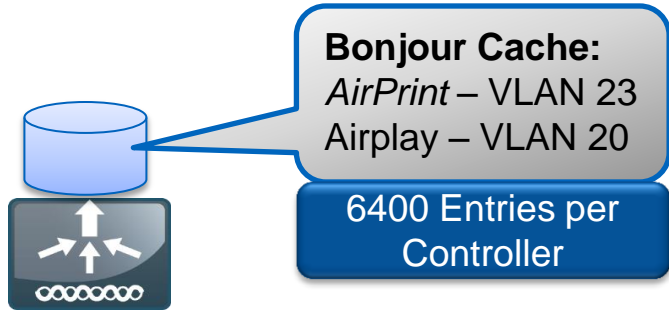 Bonjour Cache:
AirPrint – VLAN 23
Airplay – VLAN 20
6400 Entries per
Controller